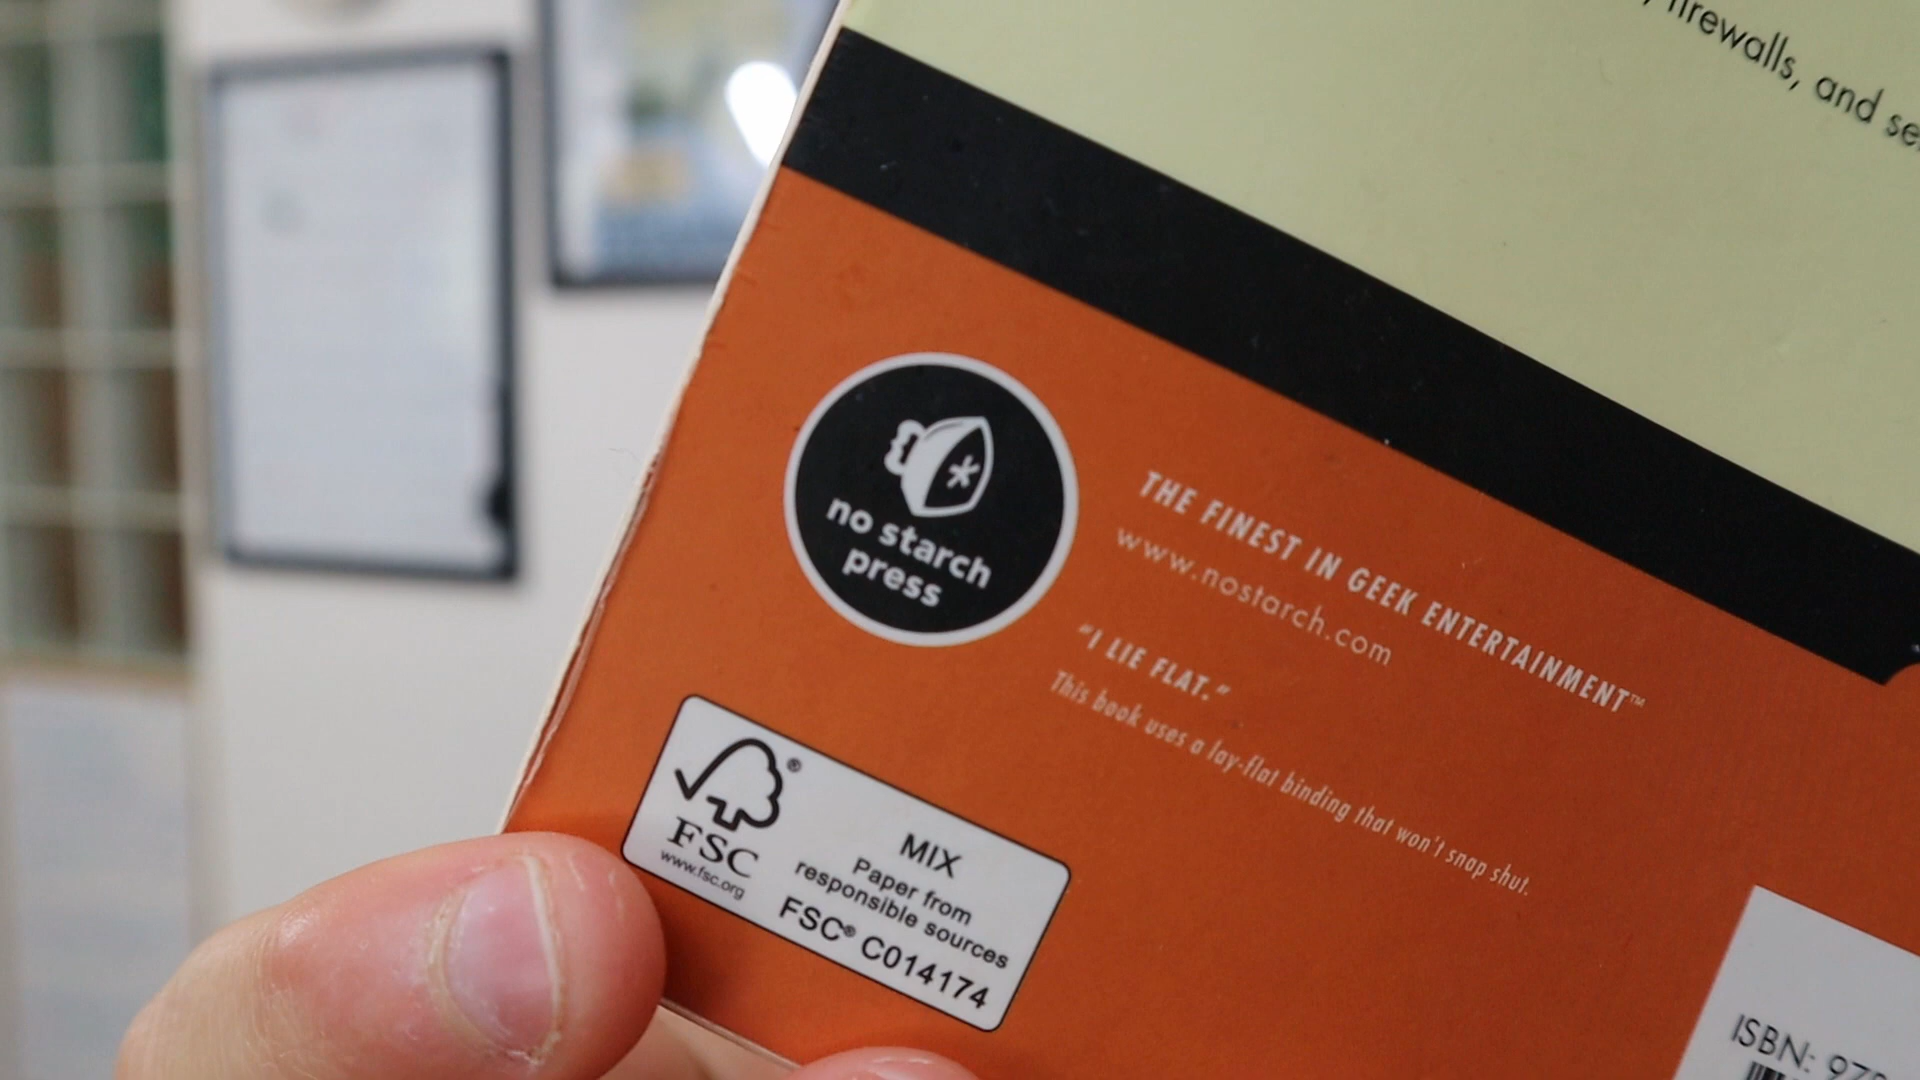 firewalls, and se
no starch
press
THE FINEST IN GEEK ENTERTAINMENT™
www.nostarch.com
"I LIE FLAT."
This book uses a lay-flat binding that won't snap shut.
FSC®
www.fsc.org
MIX
Paper from
responsible sources
FSC® C014174
ISBN: 978